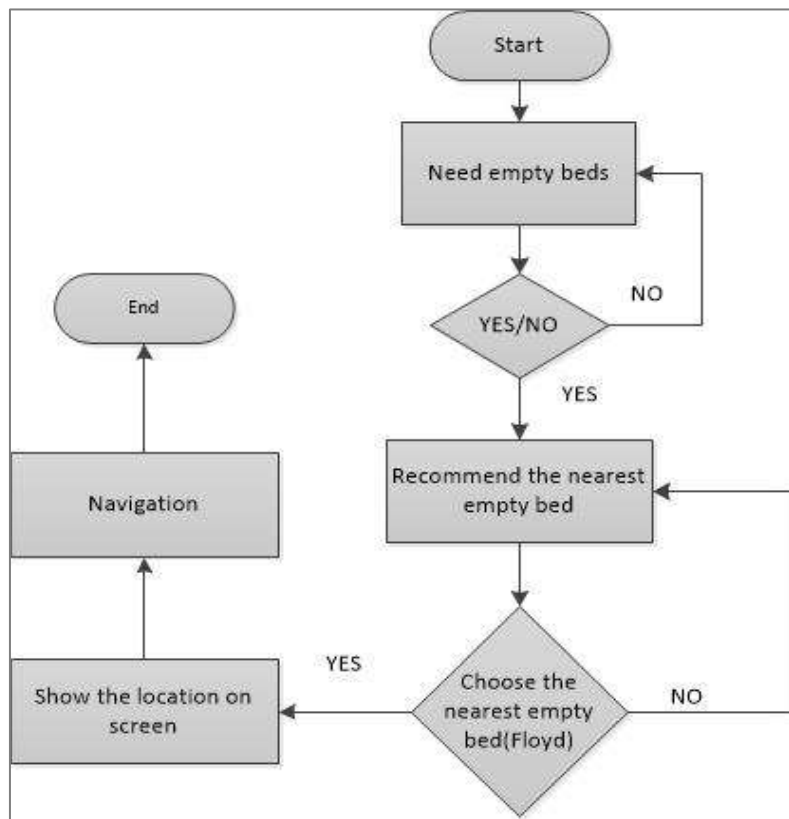 Start
Need empty beds
NO
YES/NO
YES
Recommend the nearest
empty bed
Choose the
nearest empty
bed(Floyd)
NO
YES
Show the location on
screen
Navigation
End